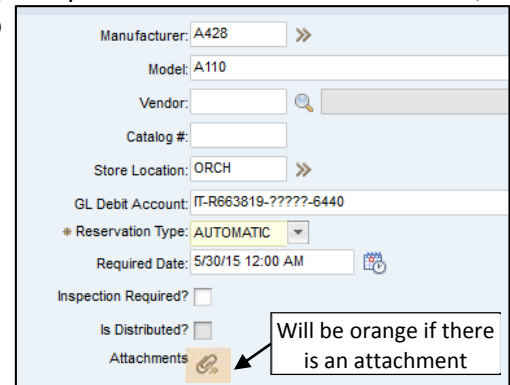 Manufacturer: A428
Model: A110
Vendor:
Catalog #:
Store Location: ORCH
GL Debit Account: IT-R663819-?????-6440
* Reservation Type: AUTOMATIC
Required Date: 5/30/15 12:00 AM
Inspection Required?
Is Distributed?
Attachments
Will be orange if there
is an attachment